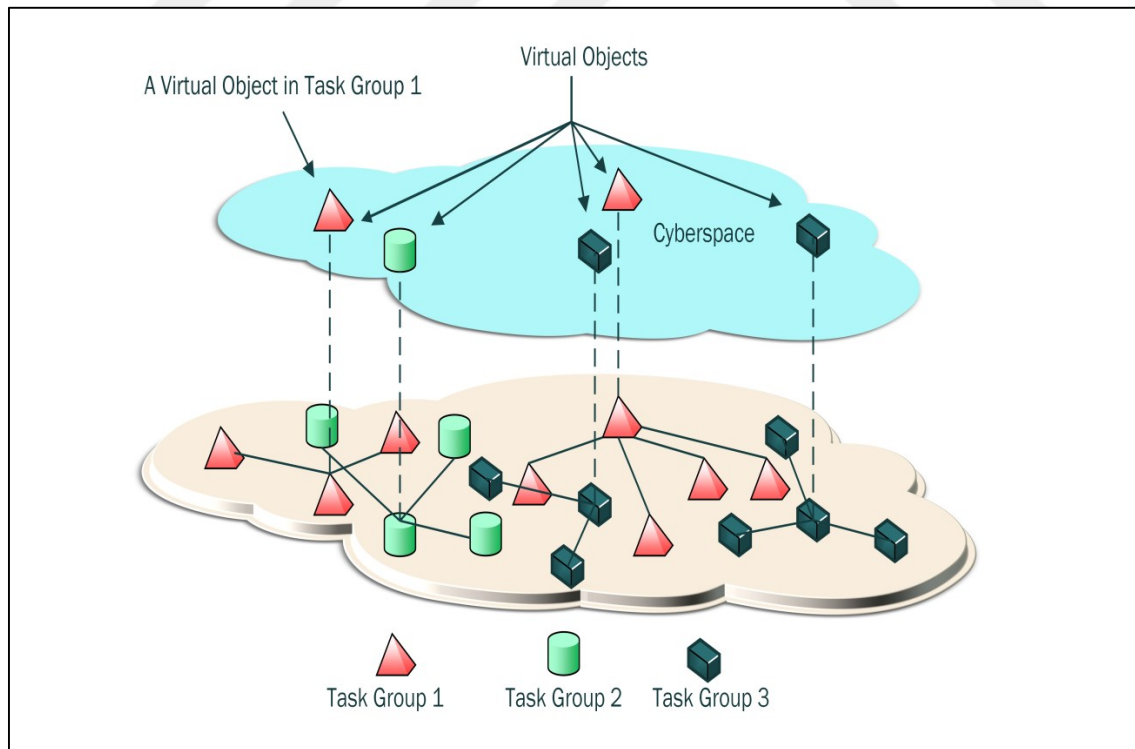 Virtual Objects
A Virtual Object in Task Group 1
Cyberspace
Task Group 1
Task Group 2
Task Group 3